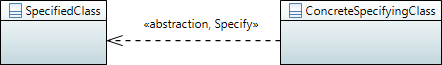 SpecifiedClass
«abstraction, Specify»
ConcreteSpecifyingClass